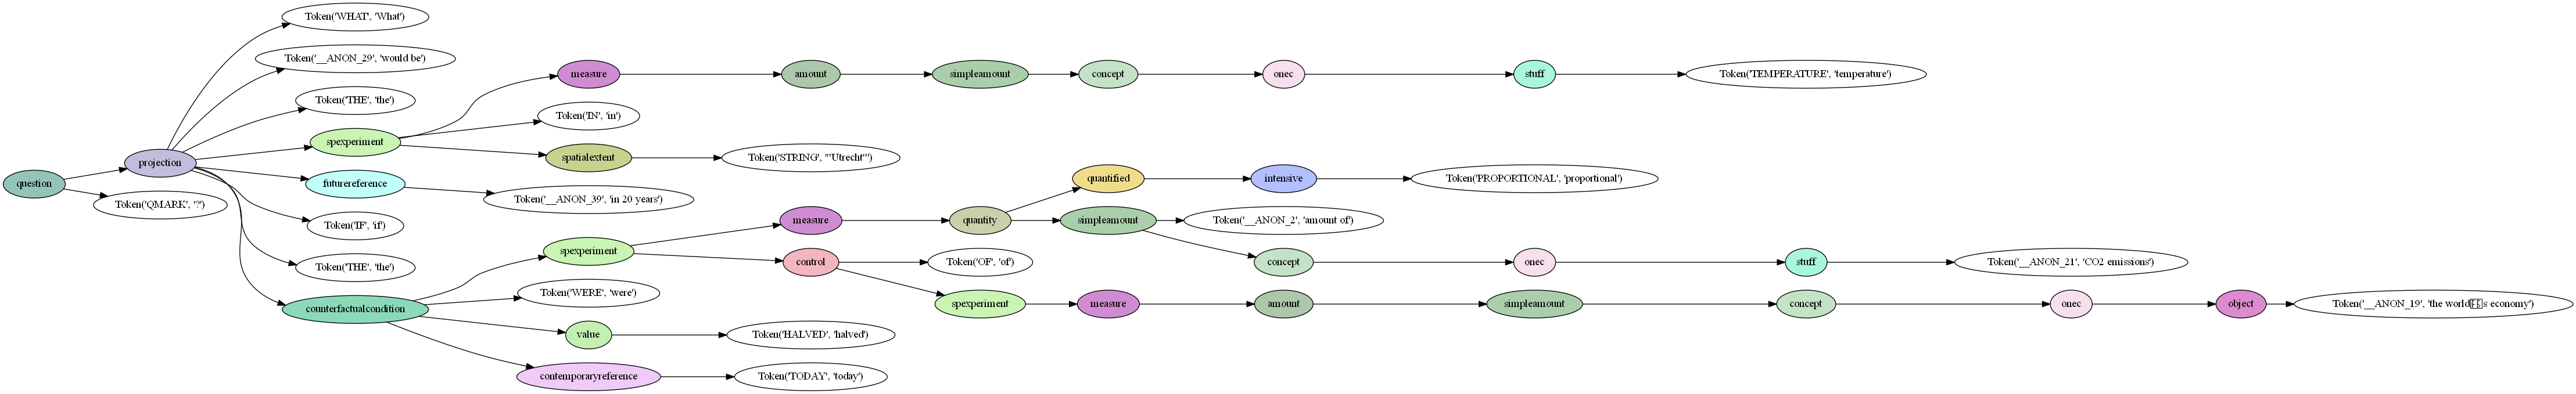 Token('WHAT', 'What')
Token('__ANON_29', 'would be')
measure
amount
simpleamount
concept
onec
stuff
Token('TEMPERATURE', 'temperature')
Token('THE', 'the')
Token('IN', 'in')
spexperiment
spatialextent
Token('STRING', "'Utrecht'")
projection
question
futurereference
Token('__ANON_39', 'in 20 years')
quantified
intensive
Token('PROPORTIONAL', 'proportional')
Token('QMARK', '?')
Token('IF', 'if')
measure
quantity
simpleamount
Token('__ANON_2', 'amount of')
spexperiment
Token('THE', 'the')
control
Token('OF', 'of')
concept
onec
stuff
Token('__ANON_21', 'CO2 emissions')
Token('WERE', 'were')
counterfactualcondition
spexperiment
measure
amount
simpleamount
concept
onec
object
Token('__ANON_19', 'the world s economy')
value
Token('HALVED', 'halved')
contemporaryreference
Token('TODAY', 'today')